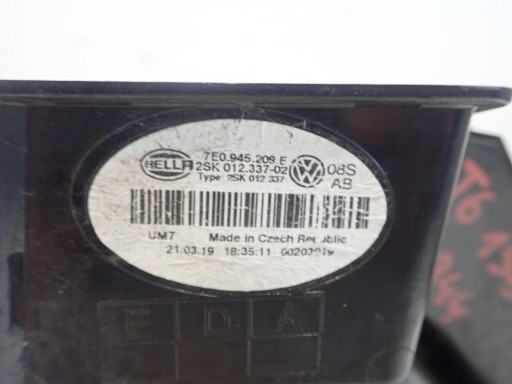 HELLA
7E0.945.208 E
2SK 012.337-02
Type 2SK 012 337
VW
08S
AB
UM7
Made in Czech Republic
21.03.19 18:35:11
E D A
T6